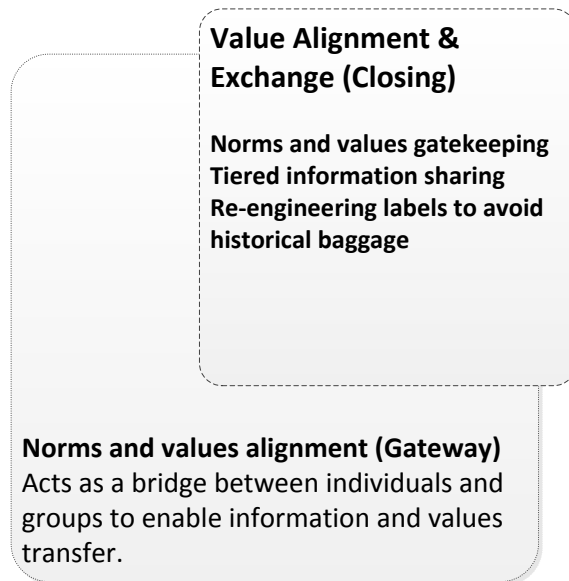 Value Alignment &
Exchange (Closing)
Norms and values gatekeeping
Tiered information sharing
Re-engineering labels to avoid
historical baggage
Norms and values alignment (Gateway)
Acts as a bridge between individuals and
groups to enable information and values
transfer.